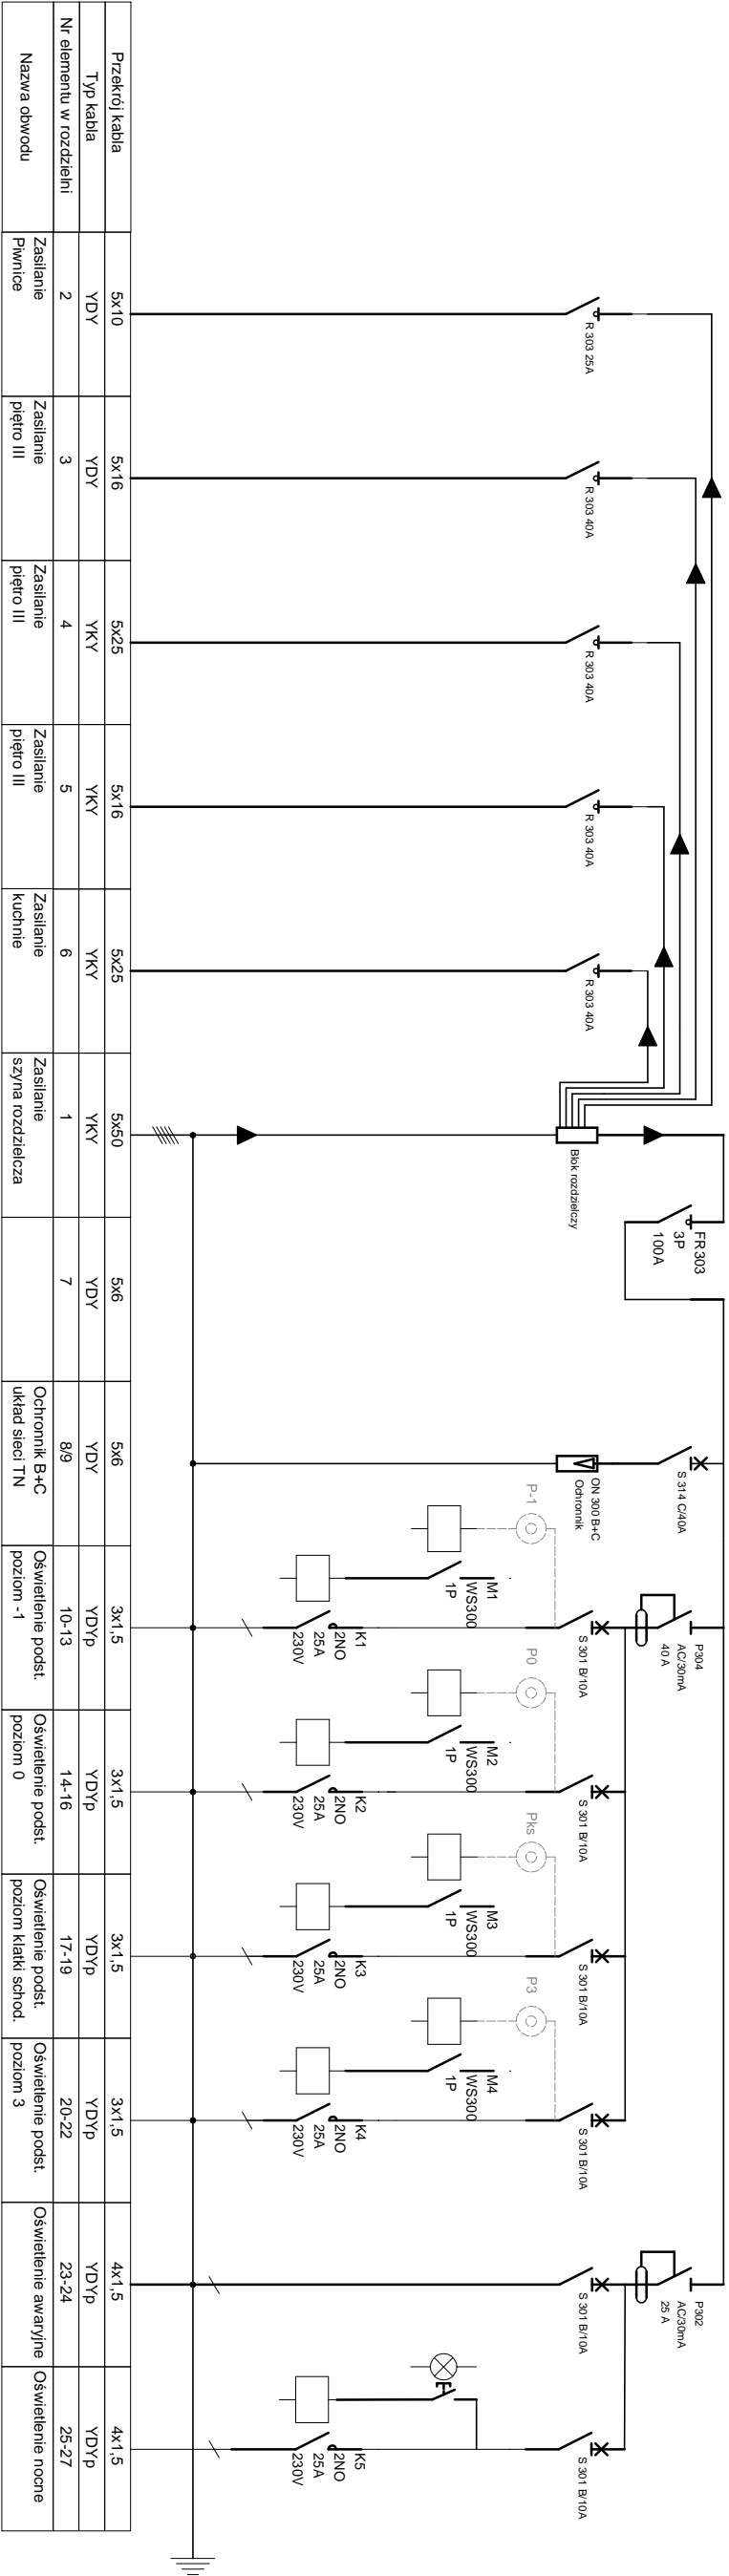 FR303
3P
100A
P304
AC/30mA
40 A
P302
AC/30mA
25 A
R 303 25A
R 303 40A
R 303 40A
R 303 40A
R 303 40A
Blok rozdzielczy
S 314 C/40A
ON 300 B+C
Ochronnik
S 301 B/10A
S 301 B/10A
S 301 B/10A
S 301 B/10A
S 301 B/10A
S 301 B/10A
P-1
P0
Pks
P3
M1
WS300
1P
M2
WS300
1P
M3
WS300
1P
M4
WS300
1P
K1
2NO
25A
230V
K2
2NO
25A
230V
K3
2NO
25A
230V
K4
2NO
25A
230V
K5
2NO
25A
230V
Przekrój kabla
5x10
5x16
5x25
5x16
5x25
5x50
5x6
5x6
3x1,5
3x1,5
3x1,5
3x1,5
4x1,5
4x1,5
Typ kabla
YDY
YDY
YKY
YKY
YKY
YKY
YDY
YDY
YDYp
YDYp
YDYp
YDYp
YDYp
YDYp
Nr elementu w rozdzielni
2
3
4
5
6
1
7
8/9
10-13
14-16
17-19
20-22
23-24
25-27
Nazwa obwodu
Zasilanie
Piwnice
Zasilanie
piętro III
Zasilanie
piętro III
Zasilanie
piętro III
Zasilanie
kuchnie
Zasilanie
szyna rozdzielcza
Ochronnik B+C
układ sieci TN
Oświetlenie podst.
poziom -1
Oświetlenie podst.
poziom 0
Oświetlenie podst.
poziom klatki schod.
Oświetlenie podst.
poziom 3
Oświetlenie awaryjne
Oświetlenie nocne